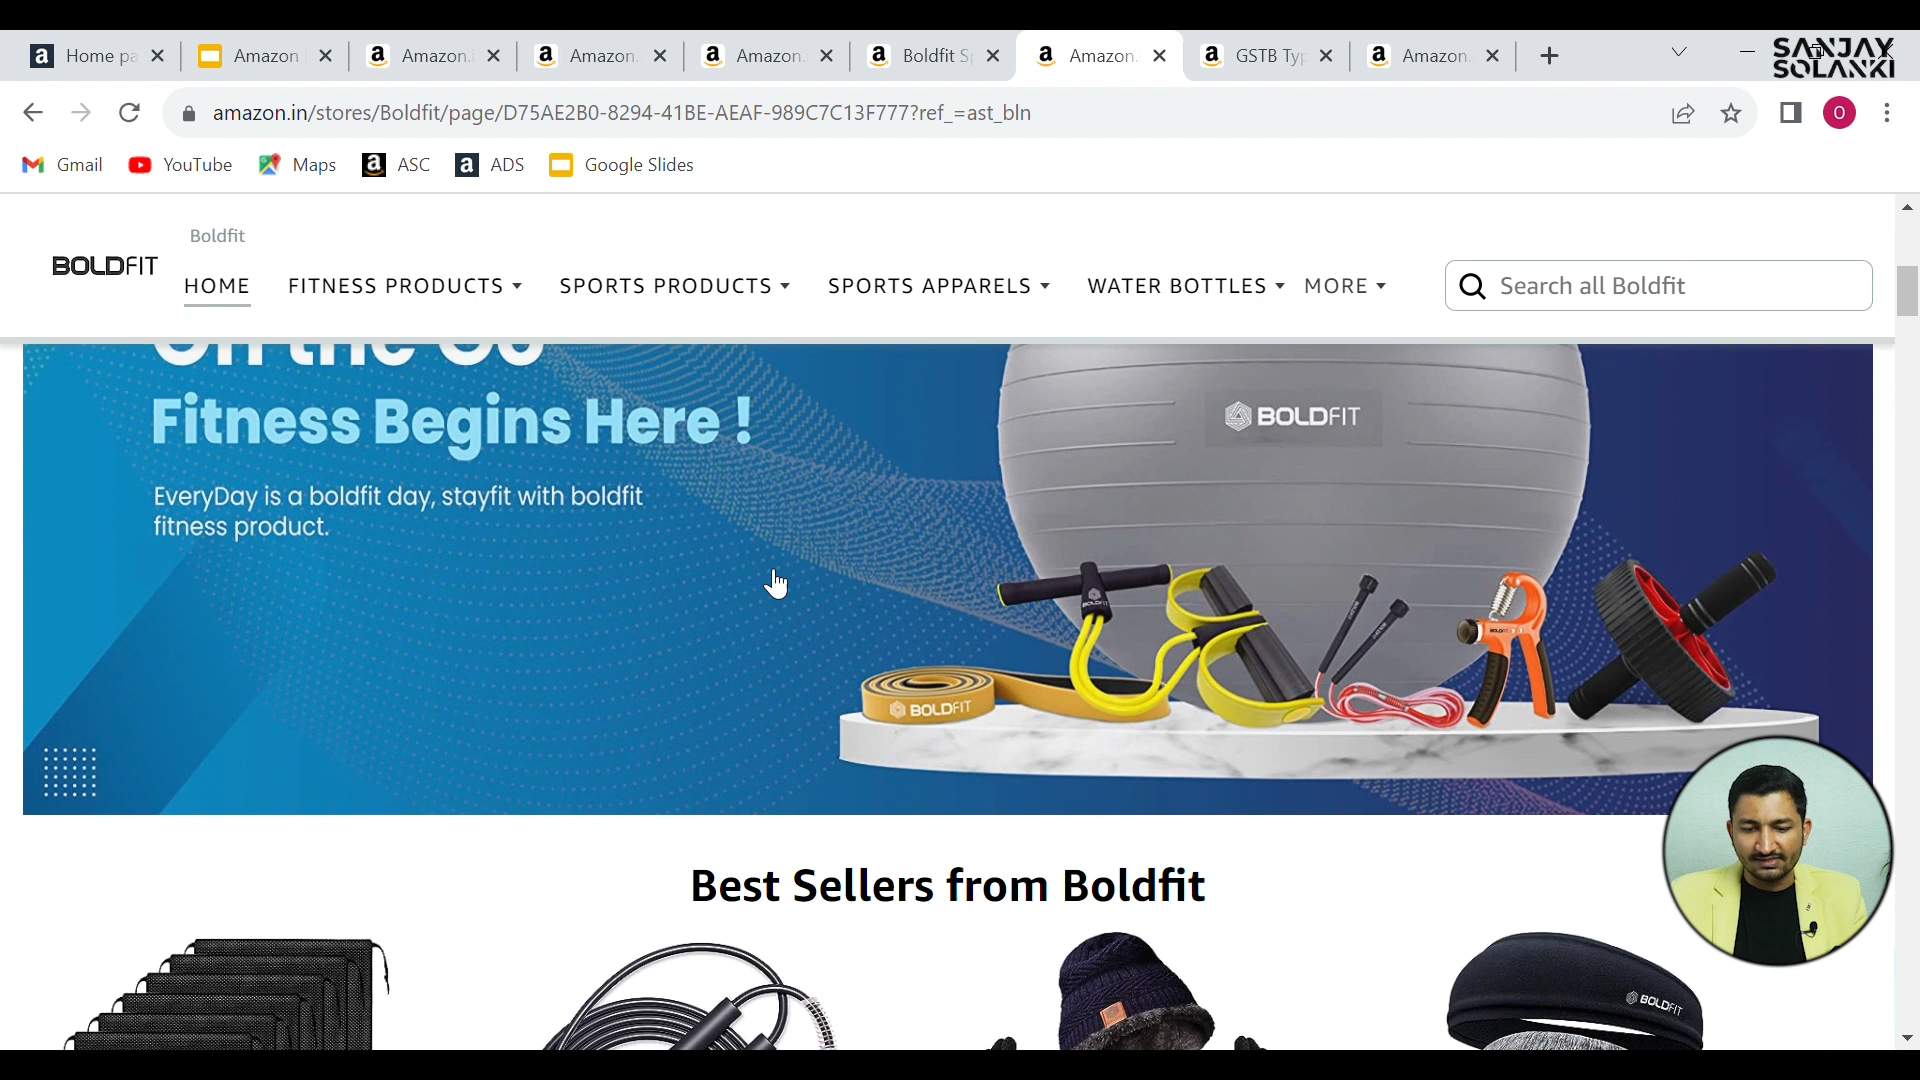 Home pa
Amazon
Amazon.i
Amazon.
Amazon.
Boldfit S
Amazon.
GSTB Typ
Amazon.
SANJAY
SOLANKI
amazon.in/stores/Boldfit/page/D75AE2B0-8294-41BE-AEAF-989C7C13F777?ref_=ast_bln
O
Gmail
YouTube
Maps
ASC
ADS
Google Slides
Boldfit
BOLDFIT
HOME
FITNESS PRODUCTS
SPORTS PRODUCTS
SPORTS APPARELS
WATER BOTTLES
MORE
Search all Boldfit
On the Go
Fitness Begins Here !
EveryDay is a boldfit day, stayfit with boldfit
fitness product.
BOLDFIT
BOLDFIT
BOLDFIT
Best Sellers from Boldfit
BOLDFIT